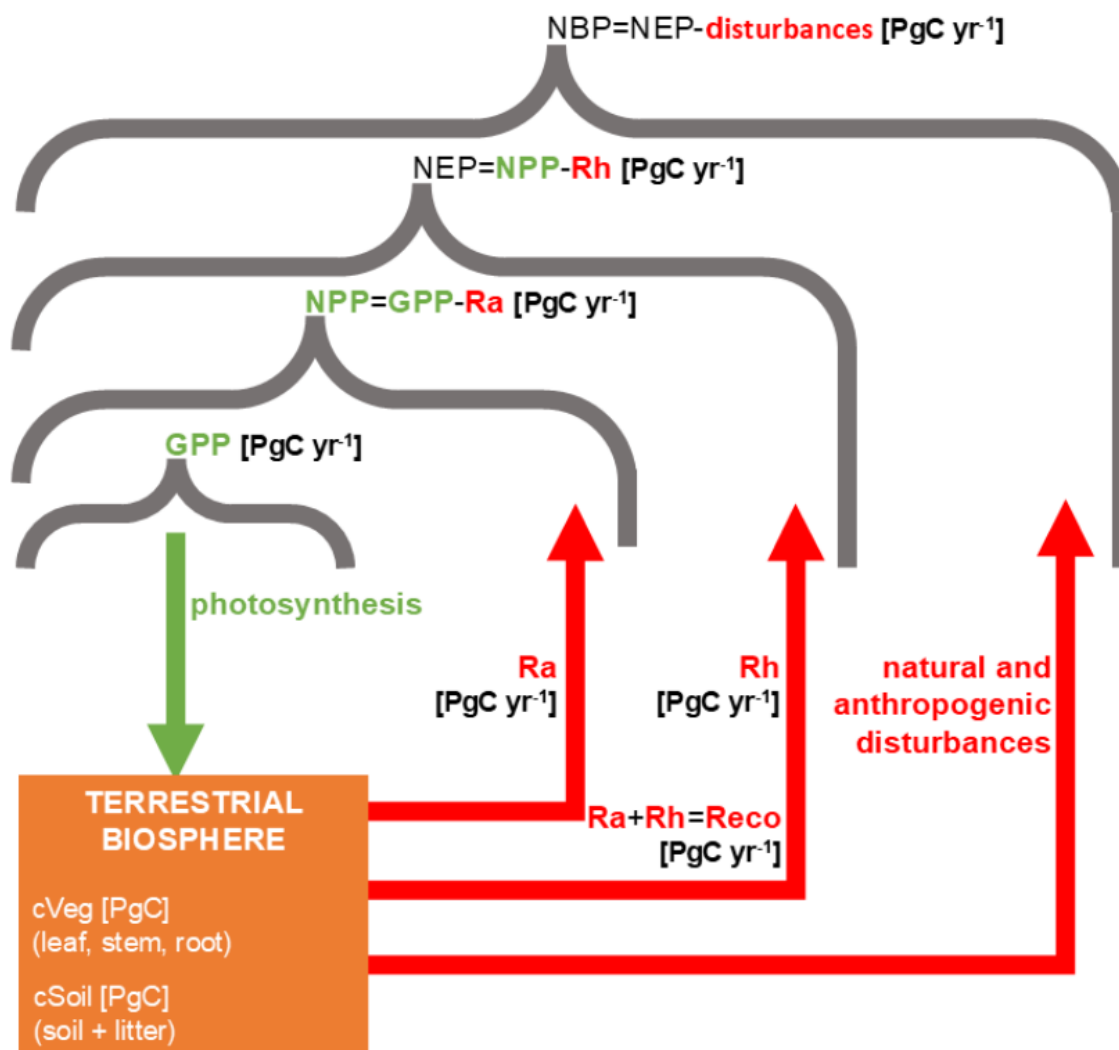 NBP=NEP-disturbances [PgC yr-1]
NEP=NPP-Rh [PgC yr-1]
NPP=GPP-Ra [PgC yr-1]
GPP [PgC yr-1]
photosynthesis
Ra
[PgC yr-1]
Rh
[PgC yr-1]
natural and
anthropogenic
disturbances
Ra+Rh=Reco
[PgC yr-1]
TERRESTRIAL
BIOSPHERE
cVeg [PgC]
(leaf, stem, root)
cSoil [PgC]
(soil + litter)